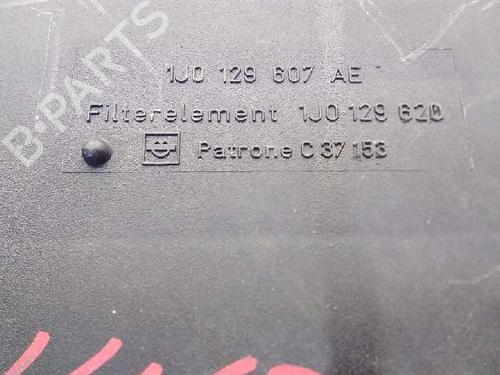 B-PARTS
1J0 129 607 AE
Filterelement 1J0 129 620
Patrone C 37 153